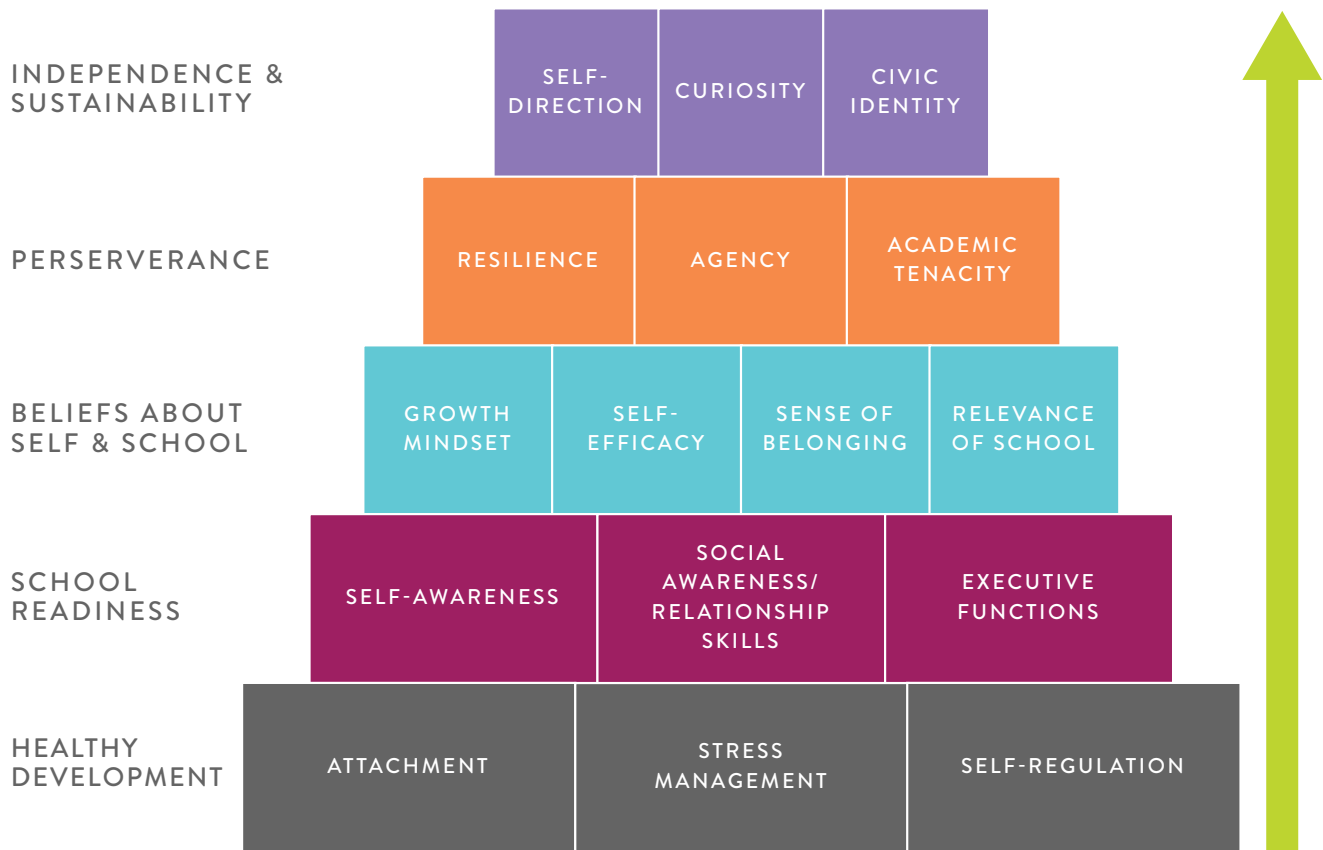 INDEPENDENCE &
SUSTAINABILITY
SELF-
DIRECTION
CURIOSITY
CIVIC
IDENTITY
PERSERVERANCE
RESILIENCE
AGENCY
ACADEMIC
TENACITY
BELIEFS ABOUT
SELF & SCHOOL
GROWTH
MINDSET
SELF-
EFFICACY
SENSE OF
BELONGING
RELEVANCE
OF SCHOOL
SCHOOL
READINESS
SELF-AWARENESS
SOCIAL
AWARENESS/
RELATIONSHIP
SKILLS
EXECUTIVE
FUNCTIONS
HEALTHY
DEVELOPMENT
ATTACHMENT
STRESS
MANAGEMENT
SELF-REGULATION